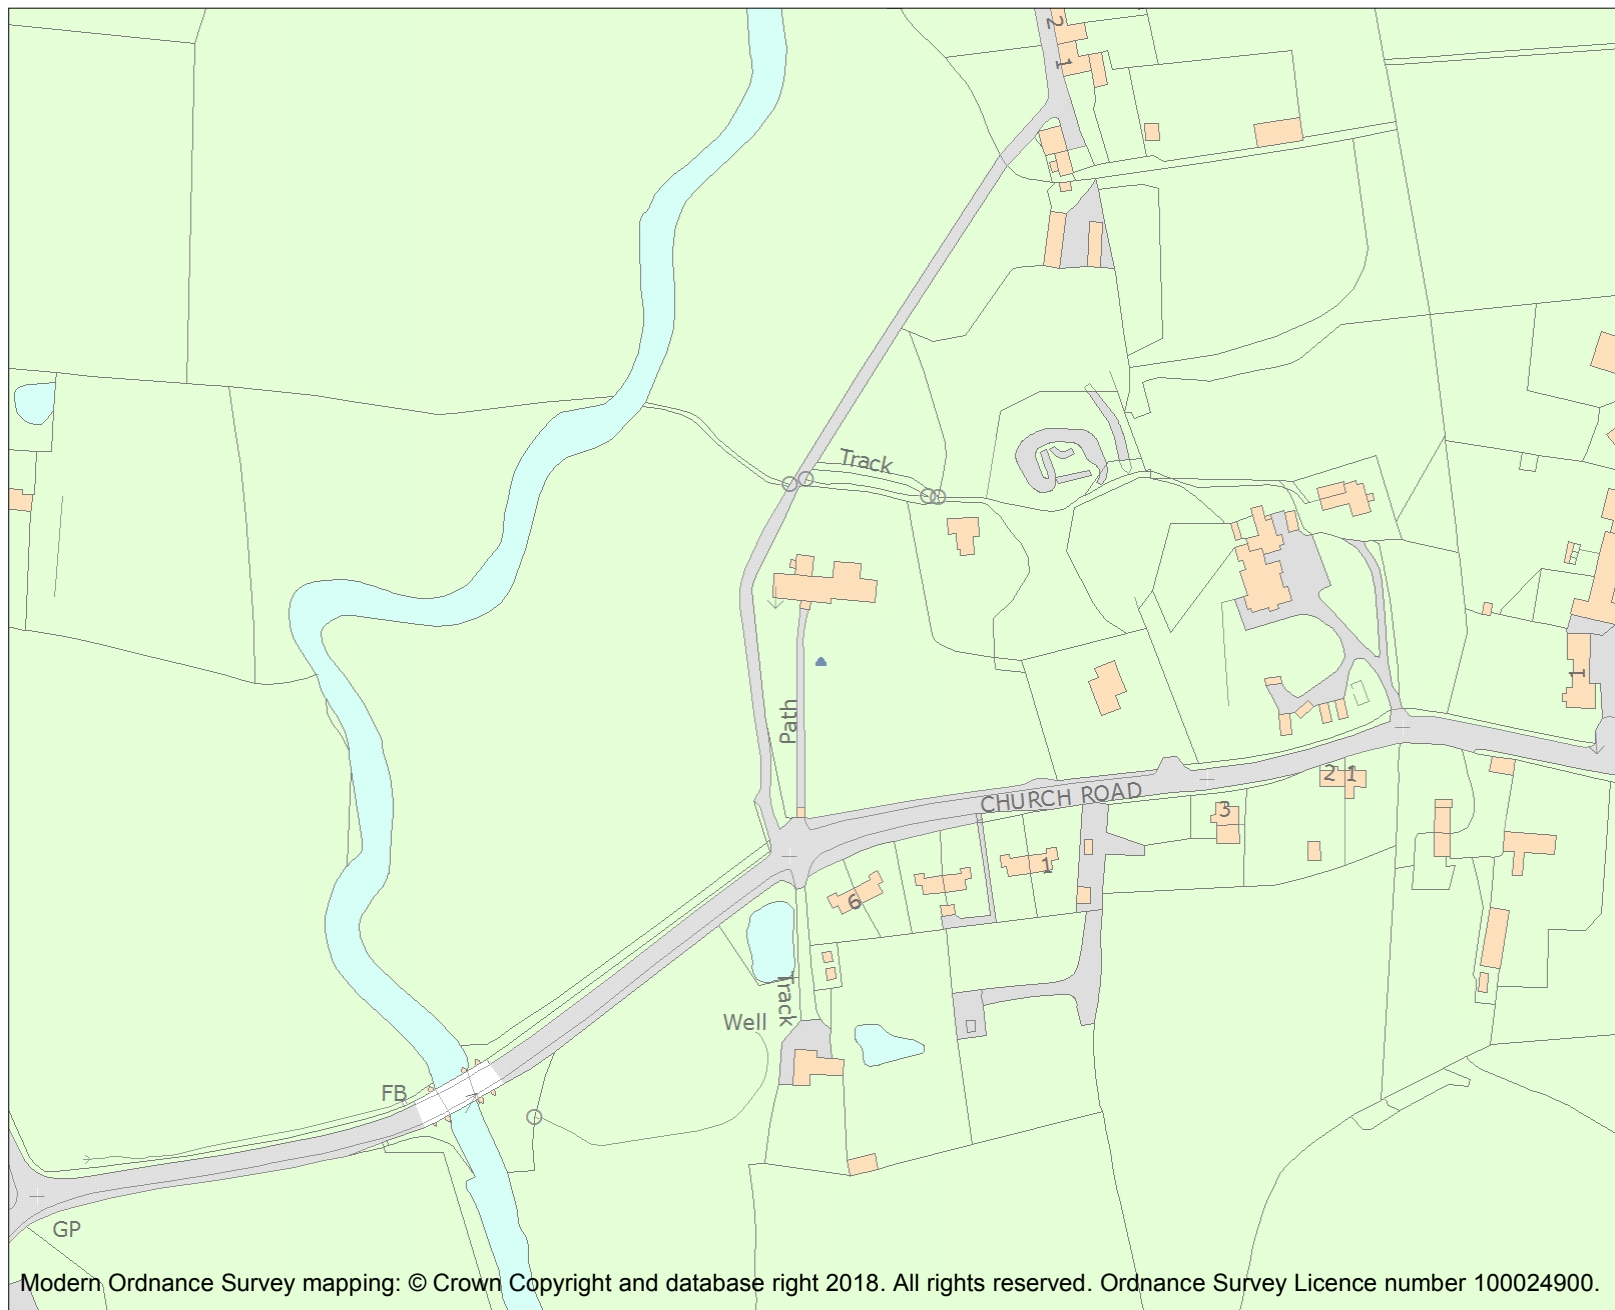 2
1
Track
1
Path
CHURCH ROAD
2 1
3
1
6
Track
Well
FB
GP
Modern Ordnance Survey mapping: © Crown Copyright and database right 2018. All rights reserved. Ordnance Survey Licence number 100024900.